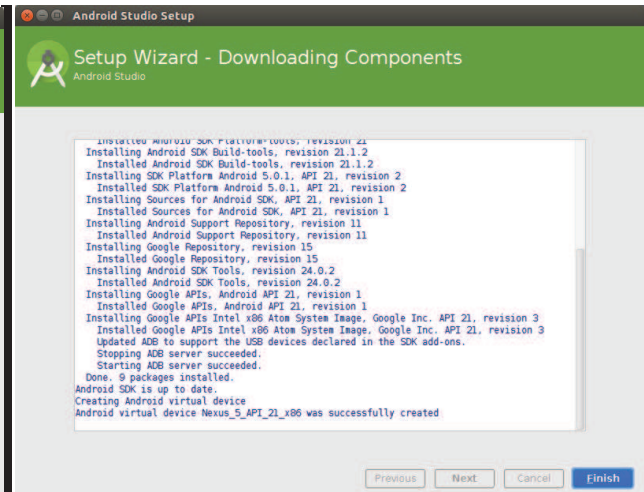 Android Studio Setup
Setup Wizard - Downloading Components
Android Studio
Installed Android SDK Platform-tools, revision 21
Installing Android SDK Build-tools, revision 21.1.2
Installed Android SDK Build-tools, revision 21.1.2
Installing SDK Platform Android 5.0.1, API 21, revision 2
Installed SDK Platform Android 5.0.1, API 21, revision 2
Installing Sources for Android SDK, API 21, revision 1
Installed Sources for Android SDK, API 21, revision 1
Installing Android Support Repository, revision 11
Installed Android Support Repository, revision 11
Installing Google Repository, revision 15
Installed Google Repository, revision 15
Installing Android SDK Tools, revision 24.0.2
Installed Android SDK Tools, revision 24.0.2
Installing Google APIs, Android API 21, revision 1
Installed Google APIs, Android API 21, revision 1
Installing Google APIs Intel x86 Atom System Image, Google Inc. API 21, revision 3
Installed Google APIs Intel x86 Atom System Image, Google Inc. API 21, revision 3
Updated ADB to support the USB devices declared in the SDK add-ons.
Stopping ADB server succeeded.
Starting ADB server succeeded.
Done. 9 packages installed.
Android SDK is up to date.
Creating Android virtual device
Android virtual device Nexus_5_API_21_x86 was successfully created
Previous Next Cancel Finish